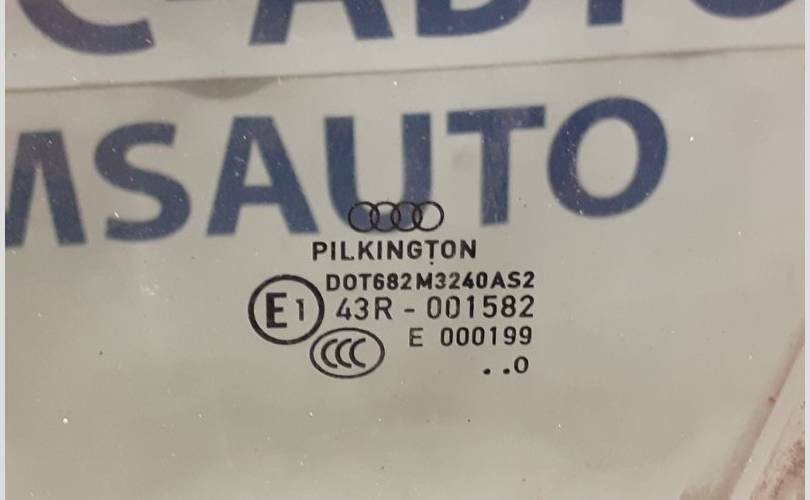 MSAUTO
PILKINGTON
DOT682M3240AS2
E1 43R - 001582
CCC E 000199
..0